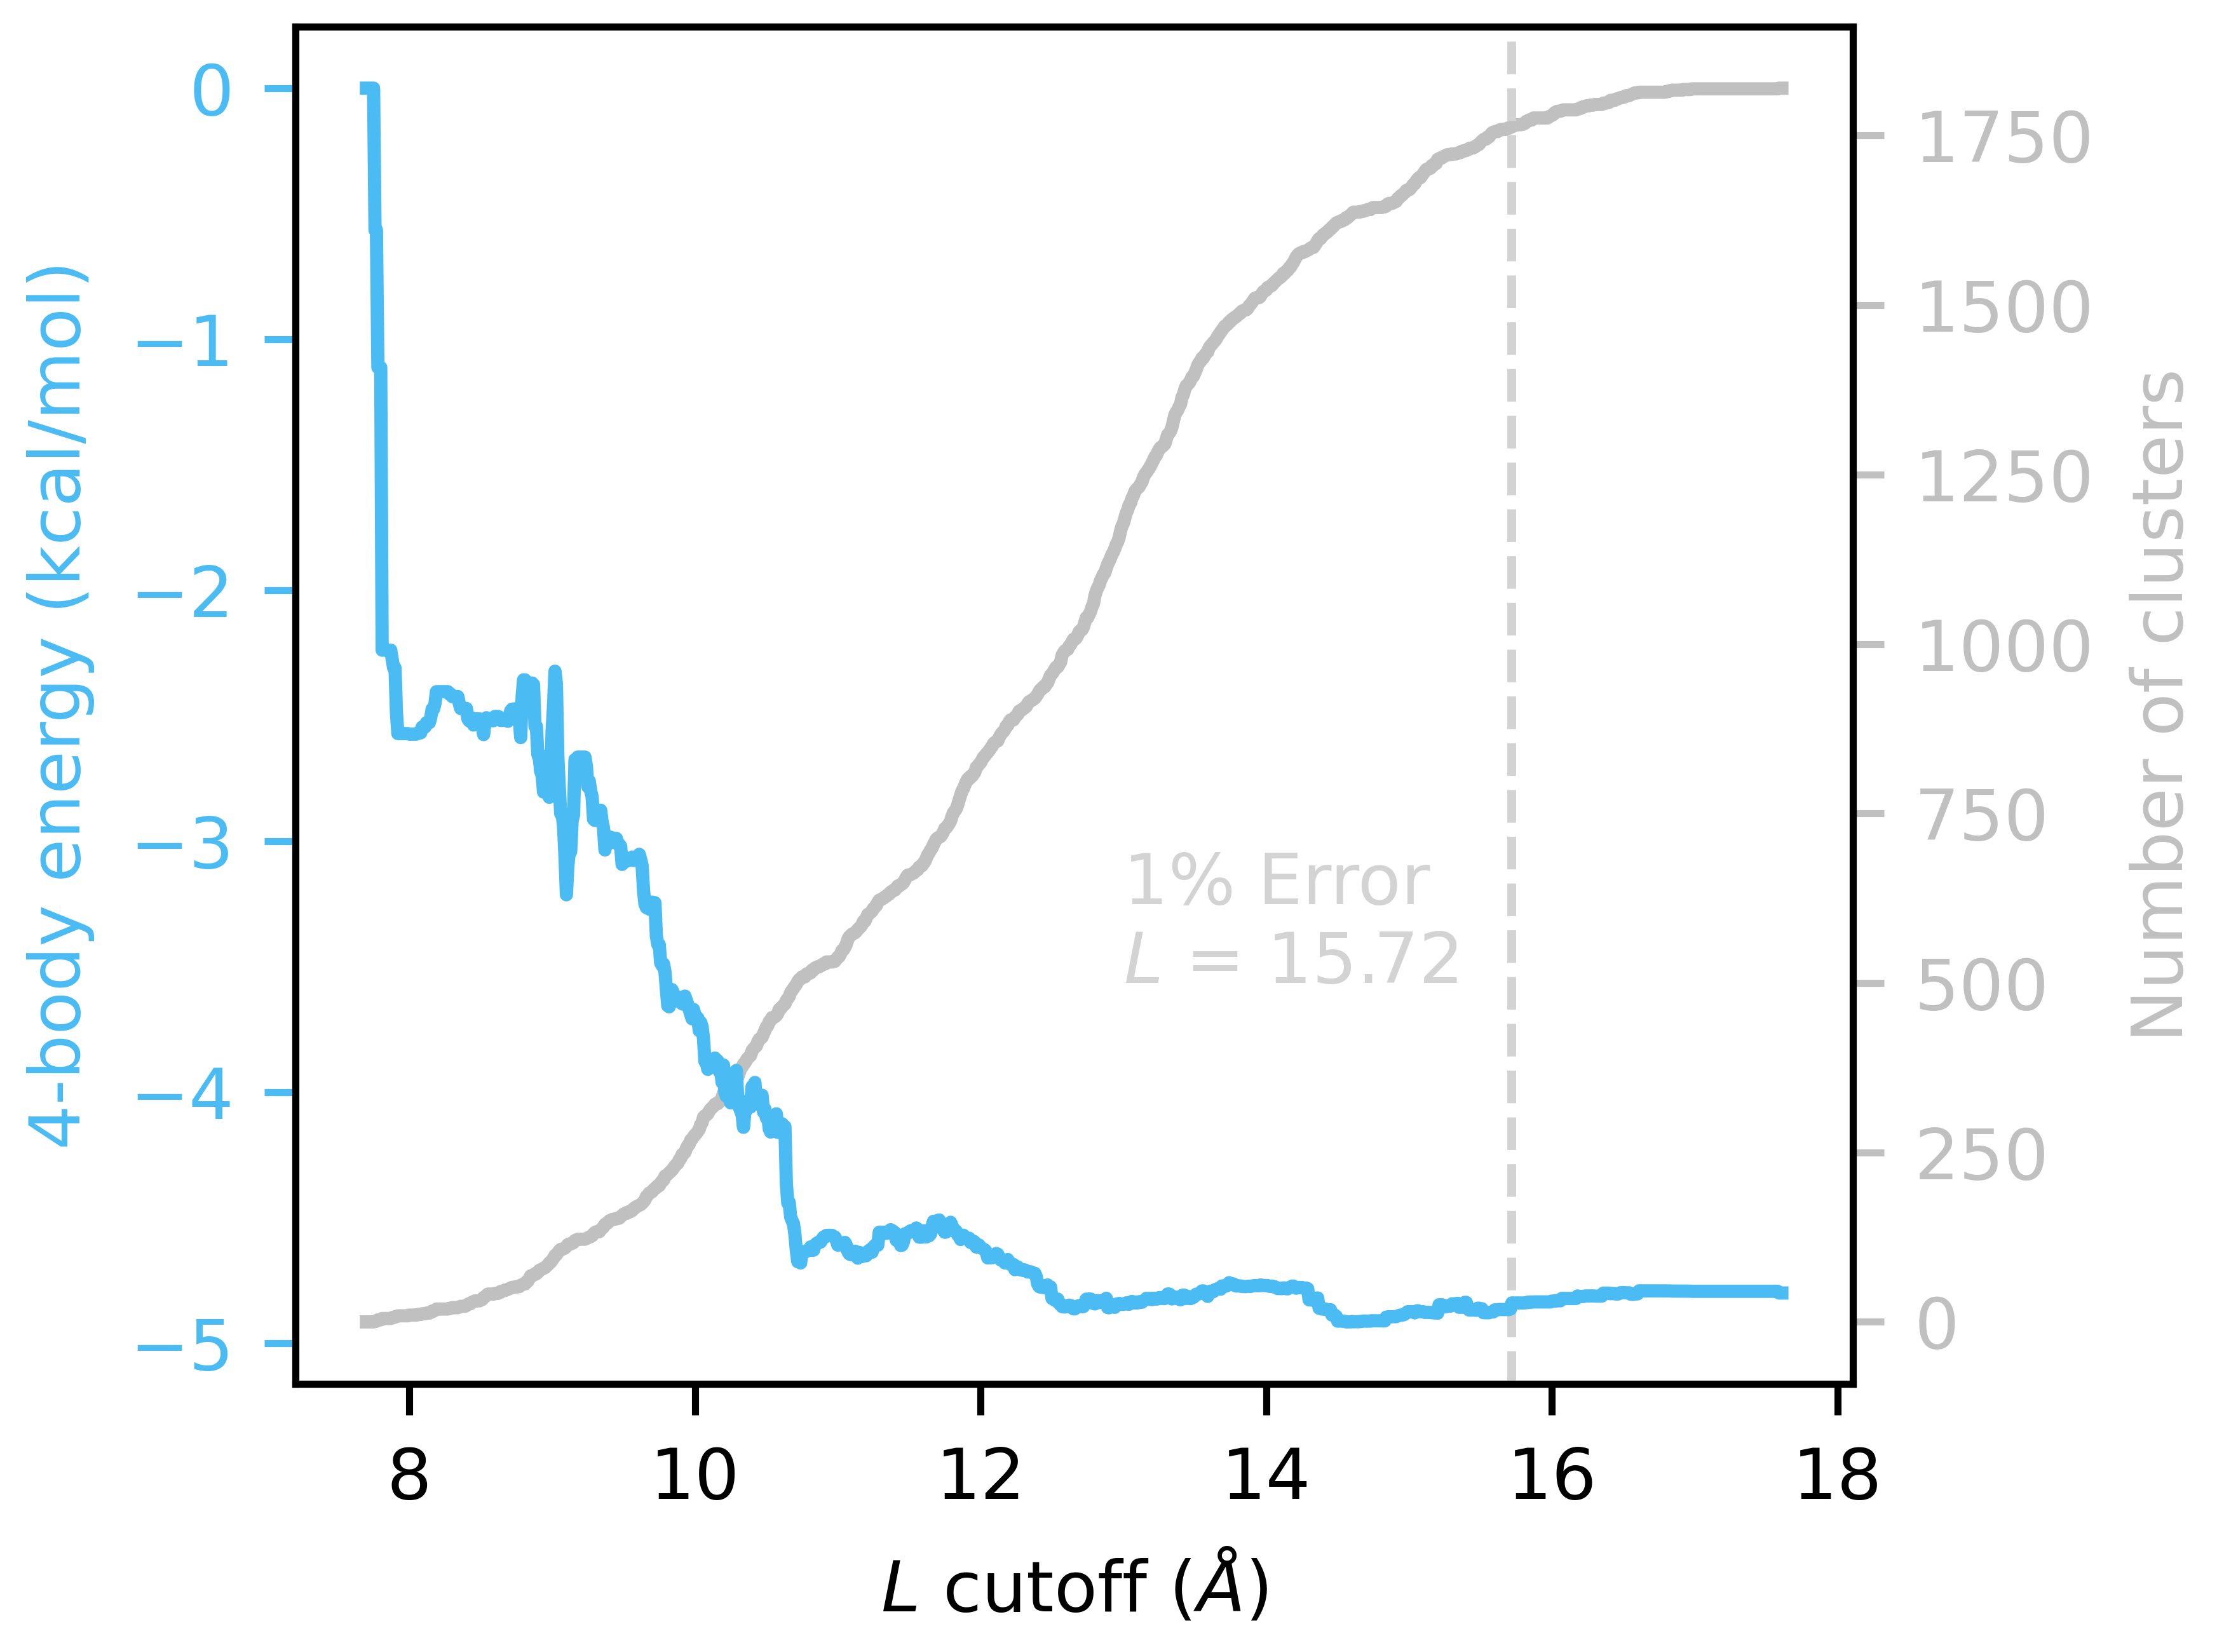 4-body energy (kcal/mol)
0
−1
−2
−3
−4
−5
1% Error
L = 15.72
1750
1500
1250
1000
750
500
250
0
Number of clusters
8 10 12 14 16 18
L cutoff (Å)